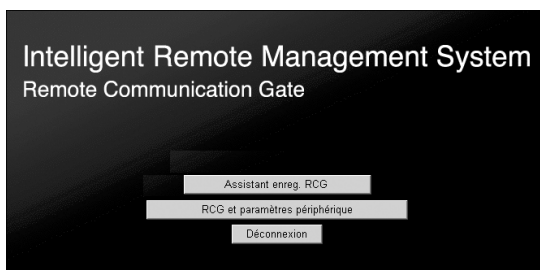 Intelligent Remote Management System
Remote Communication Gate
Assistant enreg. RCG
RCG et paramètres périphérique
Déconnexion